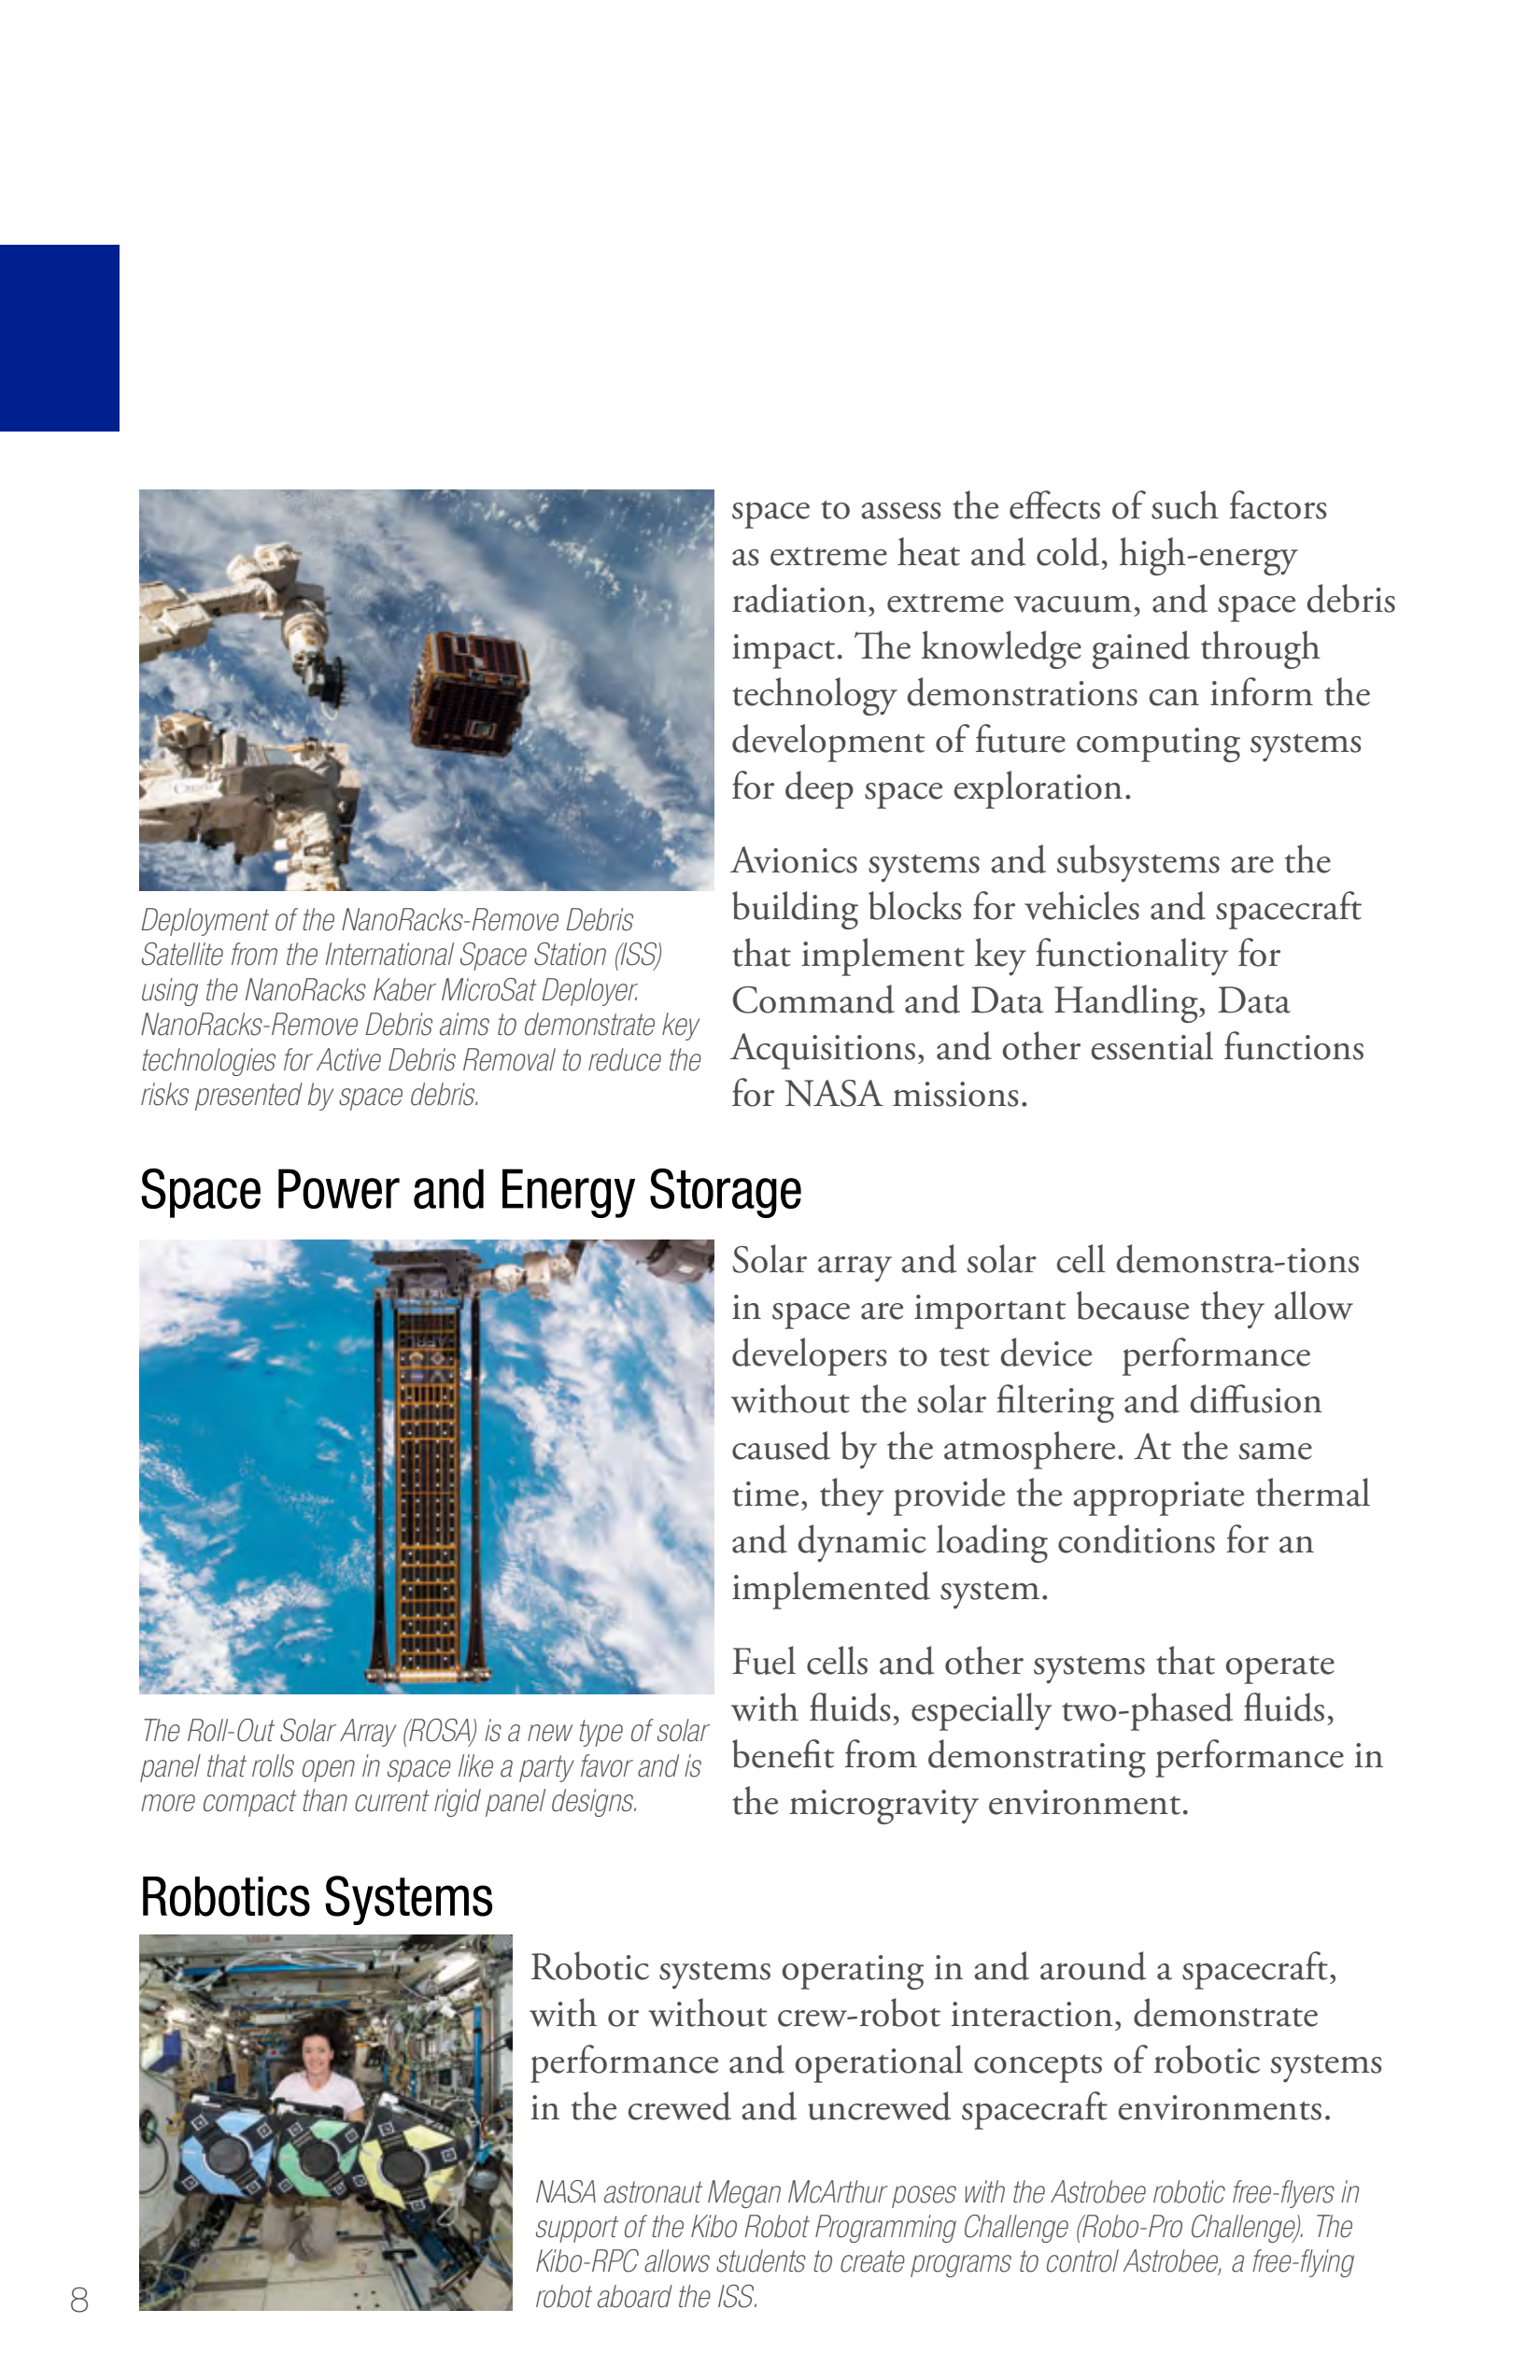 space to assess the effects of such factors
as extreme heat and cold, high-energy
radiation, extreme vacuum, and space debris
impact. The knowledge gained through
technology demonstrations can inform the
development of future computing systems
for deep space exploration.
Avionics systems and subsystems are the
building blocks for vehicles and spacecraft
that implement key functionality for
Command and Data Handling, Data
Acquisitions, and other essential functions
for NASA missions.
Deployment of the NanoRacks-Remove Debris
Satellite from the International Space Station (ISS)
using the NanoRacks Kaber MicroSat Deployer.
NanoRacks-Remove Debris aims to demonstrate key
technologies for Active Debris Removal to reduce the
risks presented by space debris.
Space Power and Energy Storage
Solar array and solar cell demonstra-tions
in space are important because they allow
developers to test device performance
without the solar filtering and diffusion
caused by the atmosphere. At the same
time, they provide the appropriate thermal
and dynamic loading conditions for an
implemented system.
Fuel cells and other systems that operate
with fluids, especially two-phased fluids,
benefit from demonstrating performance in
the microgravity environment.
The Roll-Out Solar Array (ROSA) is a new type of solar
panel that rolls open in space like a party favor and is
more compact than current rigid panel designs.
Robotics Systems
Robotic systems operating in and around a spacecraft,
with or without crew-robot interaction, demonstrate
performance and operational concepts of robotic systems
in the crewed and uncrewed spacecraft environments.
NASA astronaut Megan McArthur poses with the Astrobee robotic free-flyers in
support of the Kibo Robot Programming Challenge (Robo-Pro Challenge). The
Kibo-RPC allows students to create programs to control Astrobee, a free-flying
robot aboard the ISS.
8